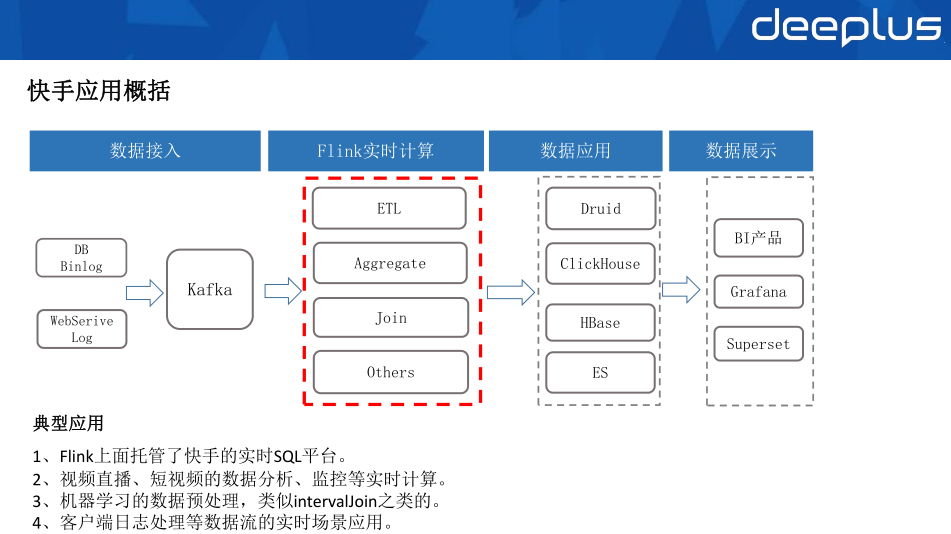 deeplus
快手应用概括
数据接入
Flink实时计算
数据应用
数据展示
DB
Binlog
WebSerive
Log
Kafka
ETL
Aggregate
Join
Others
Druid
ClickHouse
HBase
ES
BI产品
Grafana
Superset
典型应用
1、Flink上面托管了快手的实时SQL平台。
2、视频直播、短视频的数据分析、监控等实时计算。
3、机器学习的数据预处理，类似intervalJoin之类的。
4、客户端日志处理等数据流的实时场景应用。